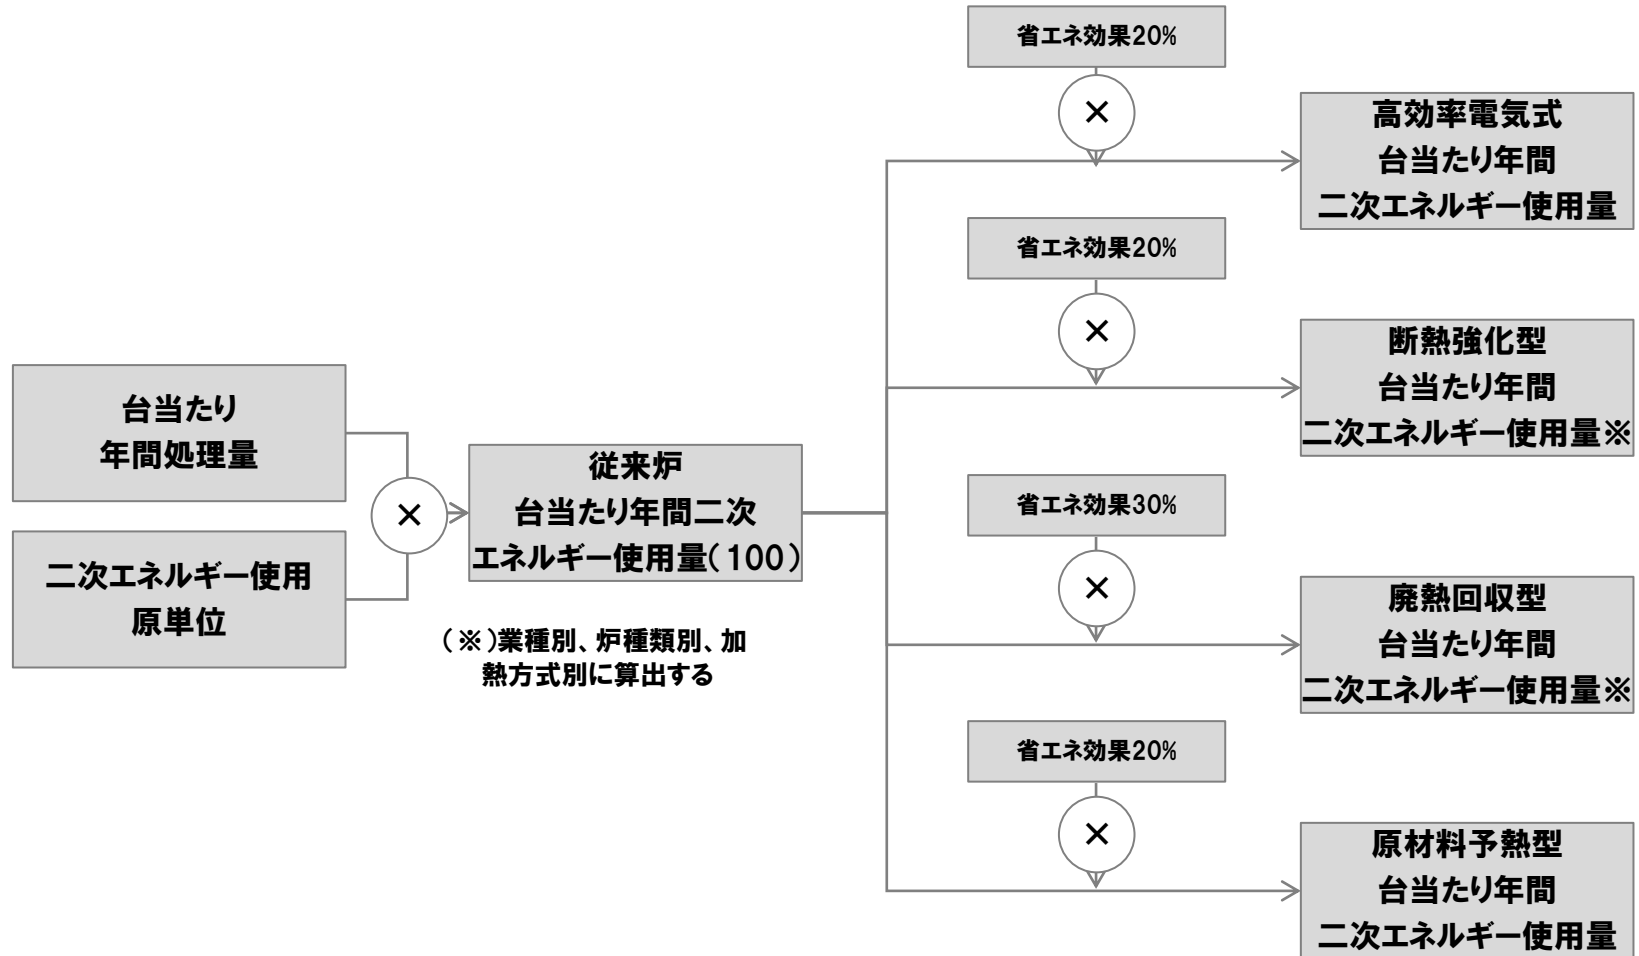 省エネ効果20%
×
高効率電気式
台当たり年間
二次エネルギー使用量
省エネ効果20%
×
断熱強化型
台当たり年間
二次エネルギー使用量※
台当たり
年間処理量
×
二次エネルギー使用
原単位
従来炉
台当たり年間二次
エネルギー使用量(100)
(※)業種別、炉種類別、加
熱方式別に算出する
省エネ効果30%
×
廃熱回収型
台当たり年間
二次エネルギー使用量※
省エネ効果20%
×
原材料予熱型
台当たり年間
二次エネルギー使用量